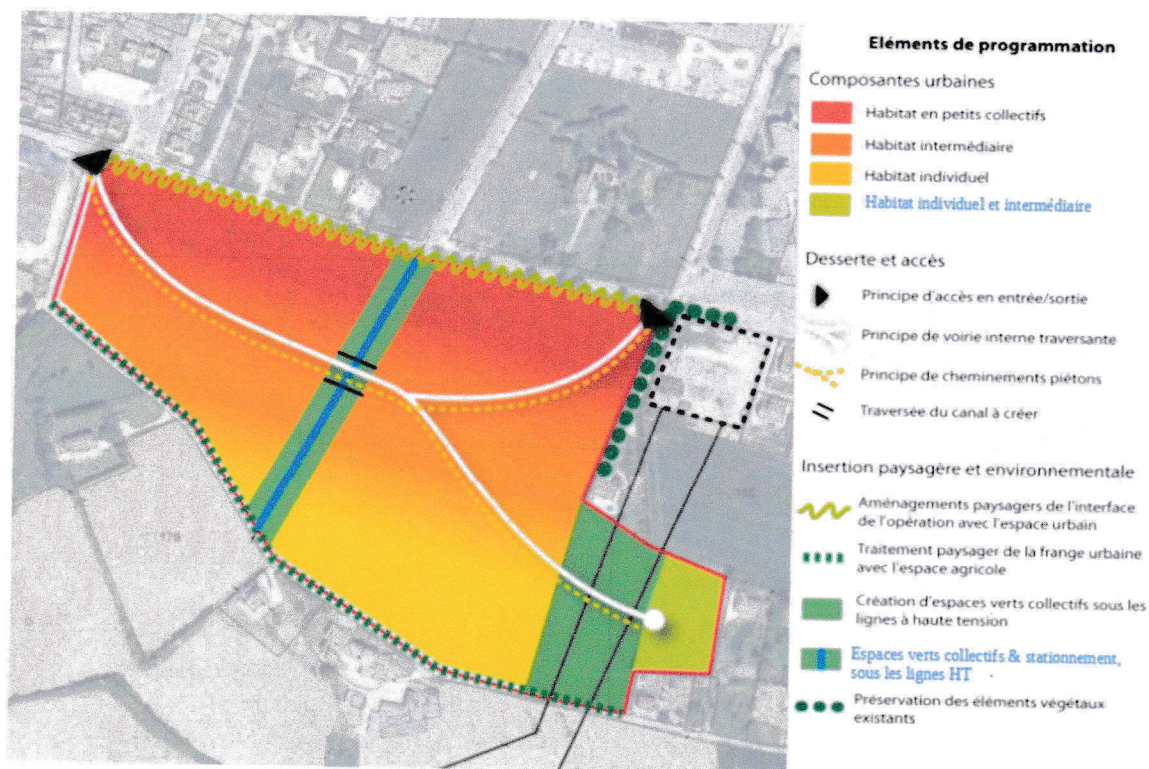 Eléments de programmation
Composantes urbaines
Habitat en petits collectifs
Habitat intermédiaire
Habitat individuel
Habitat individuel et intermédiaire
Desserte et accès
Principe d'accès en entrée/sortie
Principe de voirie interne traversante
Principe de cheminements piétons
Traversée du canal à créer
Insertion paysagère et environnementale
Aménagements paysagers de l'interface
de l'opération avec l'espace urbain
Traitement paysager de la frange urbaine
avec l'espace agricole
Création d'espaces verts collectifs sous les
lignes à haute tension
Espaces verts collectifs & stationnement,
sous les lignes HT
Préservation des éléments végétaux
existants